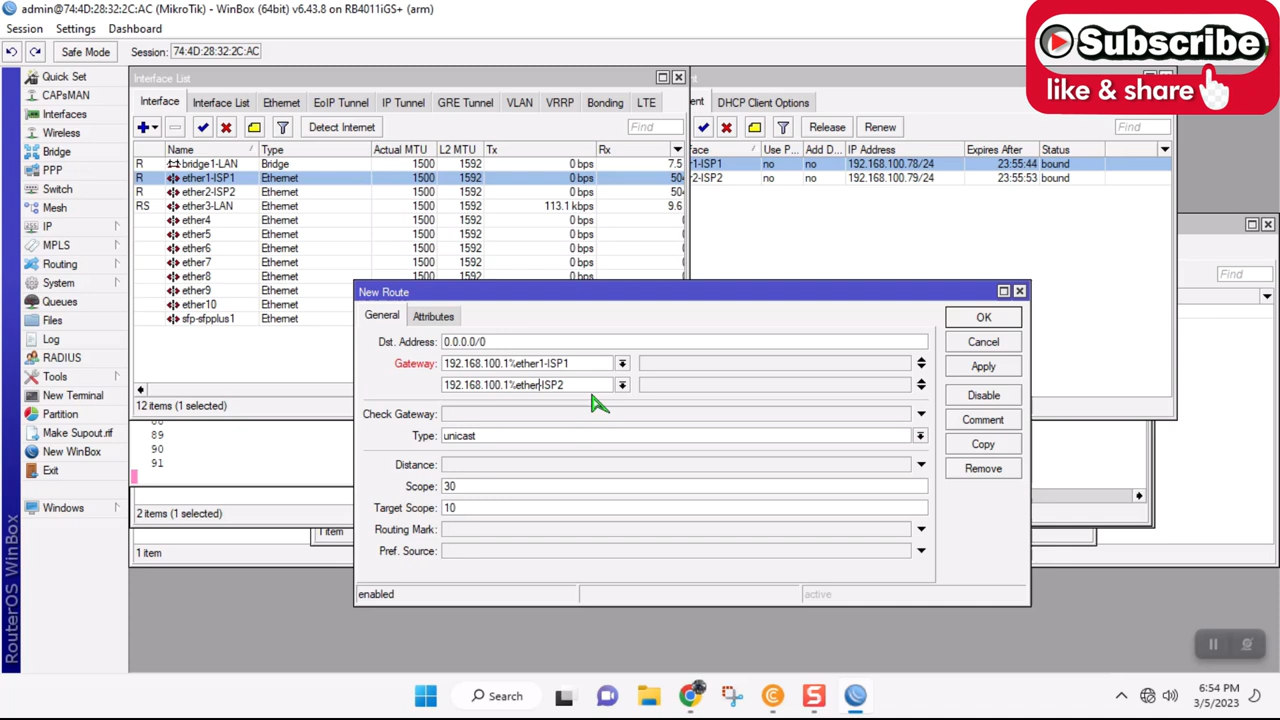 admin@74:4D:28:32:2C:AC (MikroTik) - WinBox (64bit) v6.43.8 on RB4011iGS+ (arm)
Session Settings Dashboard
Safe Mode Session: 74:4D:28:32:2C:AC
Subscribe
like & share
Quick Set
CAPsMAN
Interfaces
Wireless
Bridge
PPP
Switch
Mesh
IP
MPLS
Routing
System
Queues
Files
Log
RADIUS
Tools
New Terminal
Partition
Make Supout.rif
New WinBox
Exit
Windows
RouterOS WinBox
Interface List
Interface Interface List Ethernet EoIP Tunnel IP Tunnel GRE Tunnel VLAN VRRP Bonding LTE
Detect Internet Find
Name Type Actual MTU L2 MTU Tx Rx
R bridge1-LAN Bridge 1500 1592 0 bps 7.5
R ether1-ISP1 Ethernet 1500 1592 0 bps 504
R ether2-ISP2 Ethernet 1500 1592 0 bps 504
RS ether3-LAN Ethernet 1500 1592 113.1 kbps 9.6
ether4 Ethernet 1500 1592 0 bps
ether5 Ethernet 1500 1592 0 bps
ether6 Ethernet 1500 1592 0 bps
ether7 Ethernet 1500 1592 0 bps
ether8 Ethernet 1500 1592 0 bps
ether9 Ethernet
ether10 Ethernet
sfp-sfpplus1 Ethernet
12 items (1 selected)
DHCP Client Options
Release Renew Find
face Use P... Add D... IP Address Expires After Status
r1-ISP1 no no 192.168.100.78/24 23:55:44 bound
r2-ISP2 no no 192.168.100.79/24 23:55:53 bound
Find
89
90
91
2 items (1 selected)
1 item
1 item
New Route
General Attributes
Dst. Address: 0.0.0.0/0
Gateway: 192.168.100.1%ether1-ISP1
192.168.100.1%ether-ISP2
Check Gateway:
Type: unicast
Distance:
Scope: 30
Target Scope: 10
Routing Mark:
Pref. Source:
enabled active
OK
Cancel
Apply
Disable
Comment
Copy
Remove
Search
6:54 PM
3/5/2023